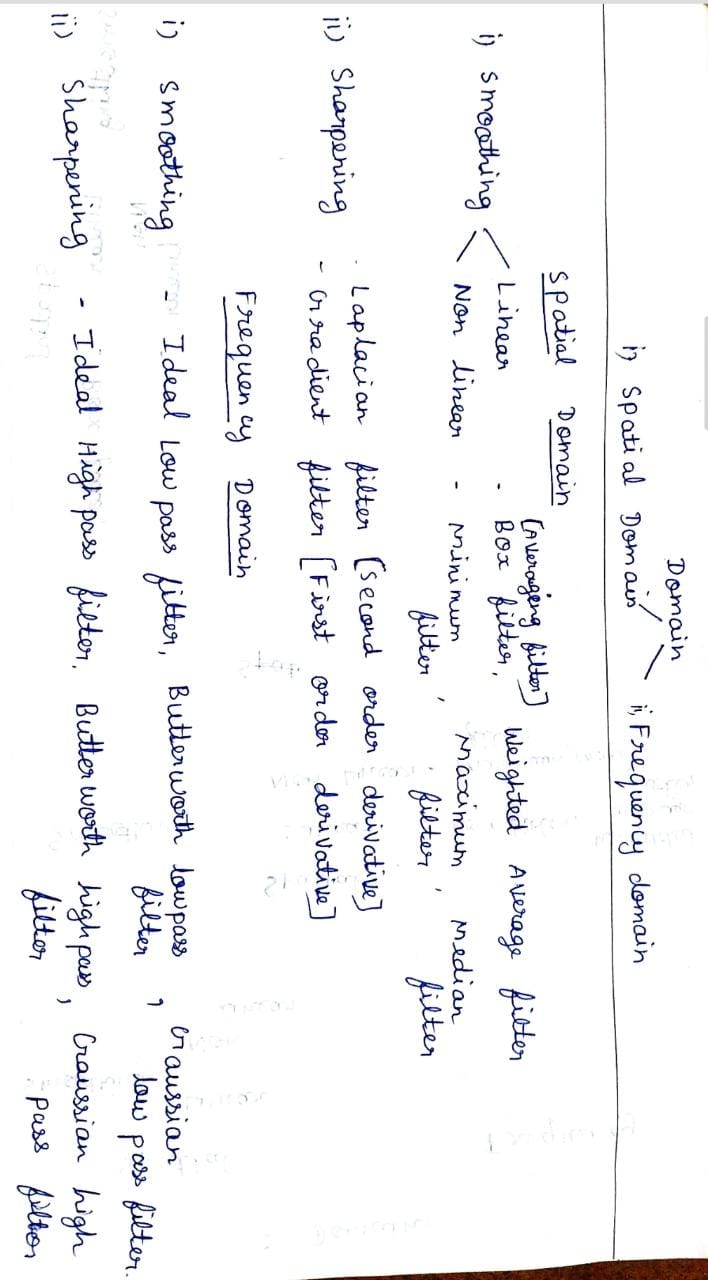 Domain
i) Spatial Domain ii, Frequency domain
Spatial Domain
[Averaging filter]
i) Smoothing Linear - Box filter, Weighted Average filter
Non linear - Minimum filter, Maximum filter, Median filter
ii) Sharpening - Laplacian filter [Second order derivative]
- Gradient filter [First order derivative]
Frequency Domain
i) Smoothing - Ideal Low pass filter, Butterworth lowpass filter, Gaussian low pass filter.
ii) Sharpening - Ideal High pass filter, Butterworth high pass filter, Gaussian high pass filter